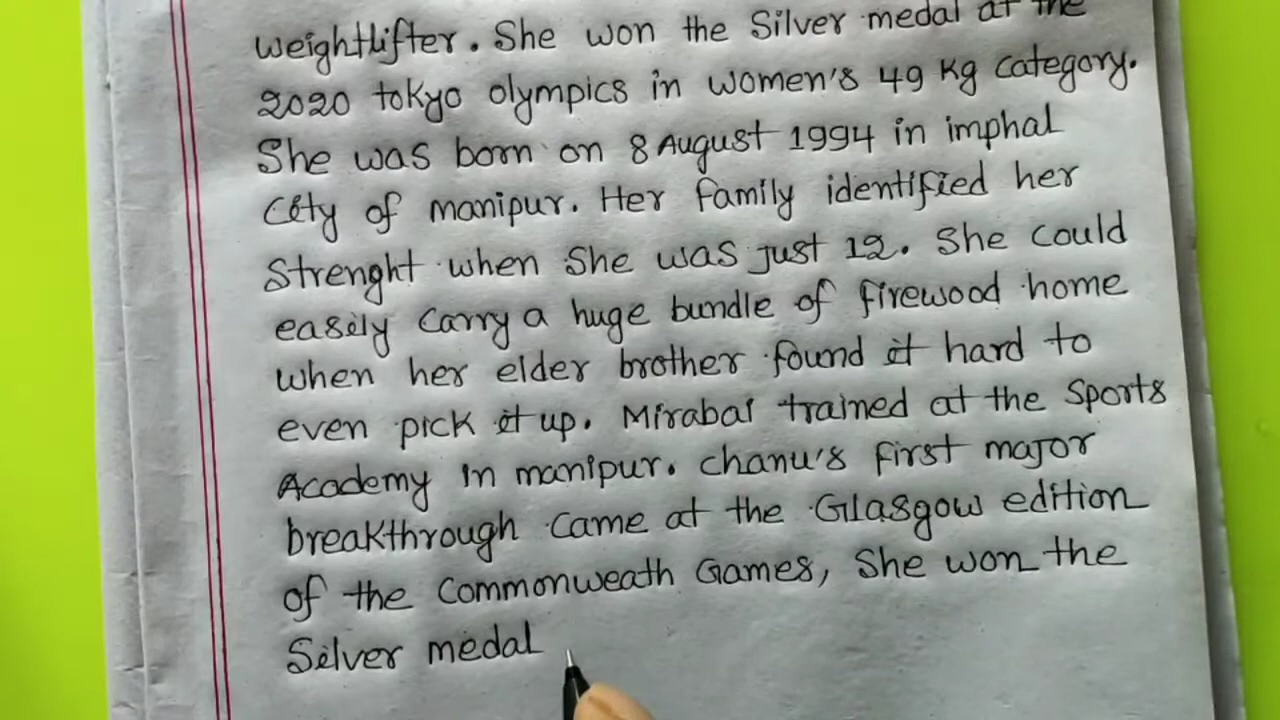 weightlifter. She won the Silver medal at the
2020 tokyo olympics in women's 49 Kg category.
She was born on 8 August 1994 in imphal
City of manipur. Her family identified her
Strenght when She was just 12. She could
easily carry a huge bundle of firewood home
when her elder brother found it hard to
even pick it up. Mirabai trained at the Sports
Academy in manipur. Chanu's first major
breakthrough came at the Glasgow edition
of the Commonweath Games, She won the
Silver medal